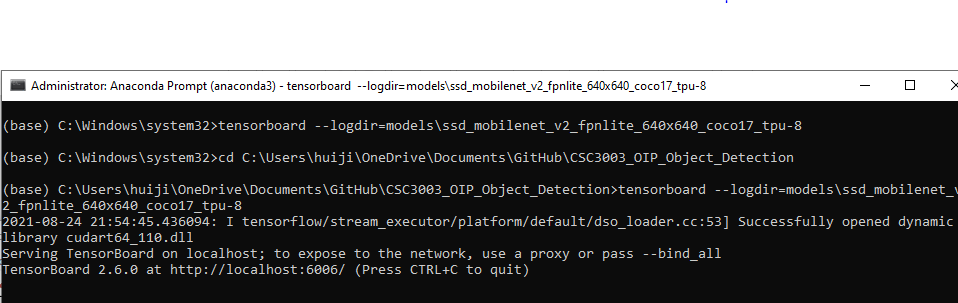 Administrator: Anaconda Prompt (anaconda3) - tensorboard --logdir=models\ssd_mobilenet_v2_fpnlite_640x640_coco17_tpu-8
(base) C:\Windows\system32>tensorboard --logdir=models\ssd_mobilenet_v2_fpnlite_640x640_coco17_tpu-8
(base) C:\Windows\system32>cd C:\Users\huiji\OneDrive\Documents\GitHub\CSC3003_OIP_Object_Detection
(base) C:\Users\huiji\OneDrive\Documents\GitHub\CSC3003_OIP_Object_Detection>tensorboard --logdir=models\ssd_mobilenet_v
2_fpnlite_640x640_coco17_tpu-8
2021-08-24 21:54:45.436094: I tensorflow/stream_executor/platform/default/dso_loader.cc:53] Successfully opened dynamic
library cudart64_110.dll
Serving TensorBoard on localhost; to expose to the network, use a proxy or pass --bind_all
TensorBoard 2.6.0 at http://localhost:6006/ (Press CTRL+C to quit)